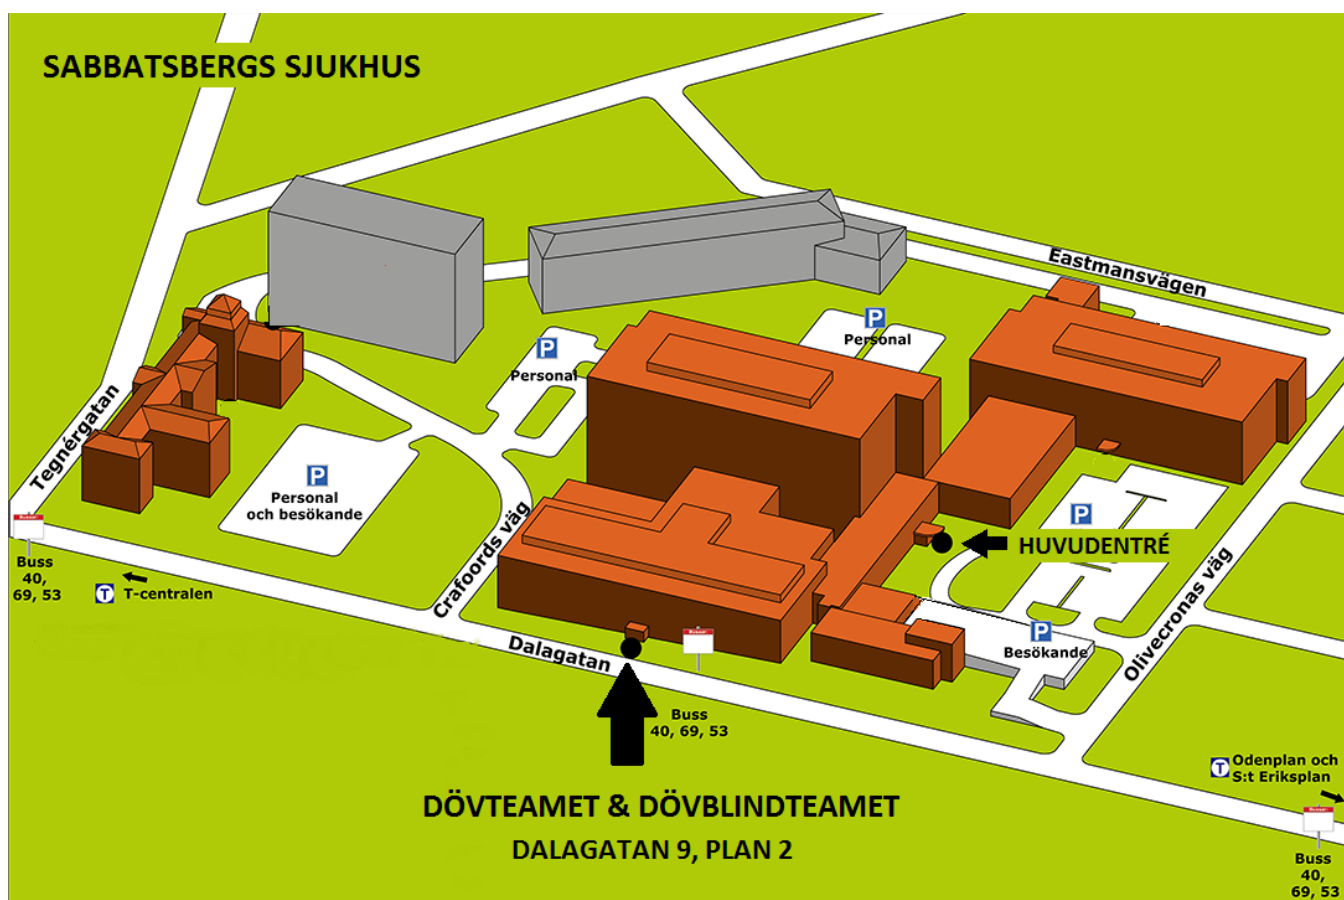 SABBATSBERGS SJUKHUS
Eastmansvägen
P
Personal
P
Personal
Tegnérgatan
P
Personal
och besökande
Crafoords väg
P
HUVUDENTRÉ
Buss
40,
69, 53
T
T-centralen
P
Besökande
Olivecronas väg
Dalagatan
Buss
40, 69, 53
T
Odenplan och
S:t Eriksplan
DÖVTEAMET & DÖVBLINDTEAMET
DALAGATAN 9, PLAN 2
Buss
40,
69, 53